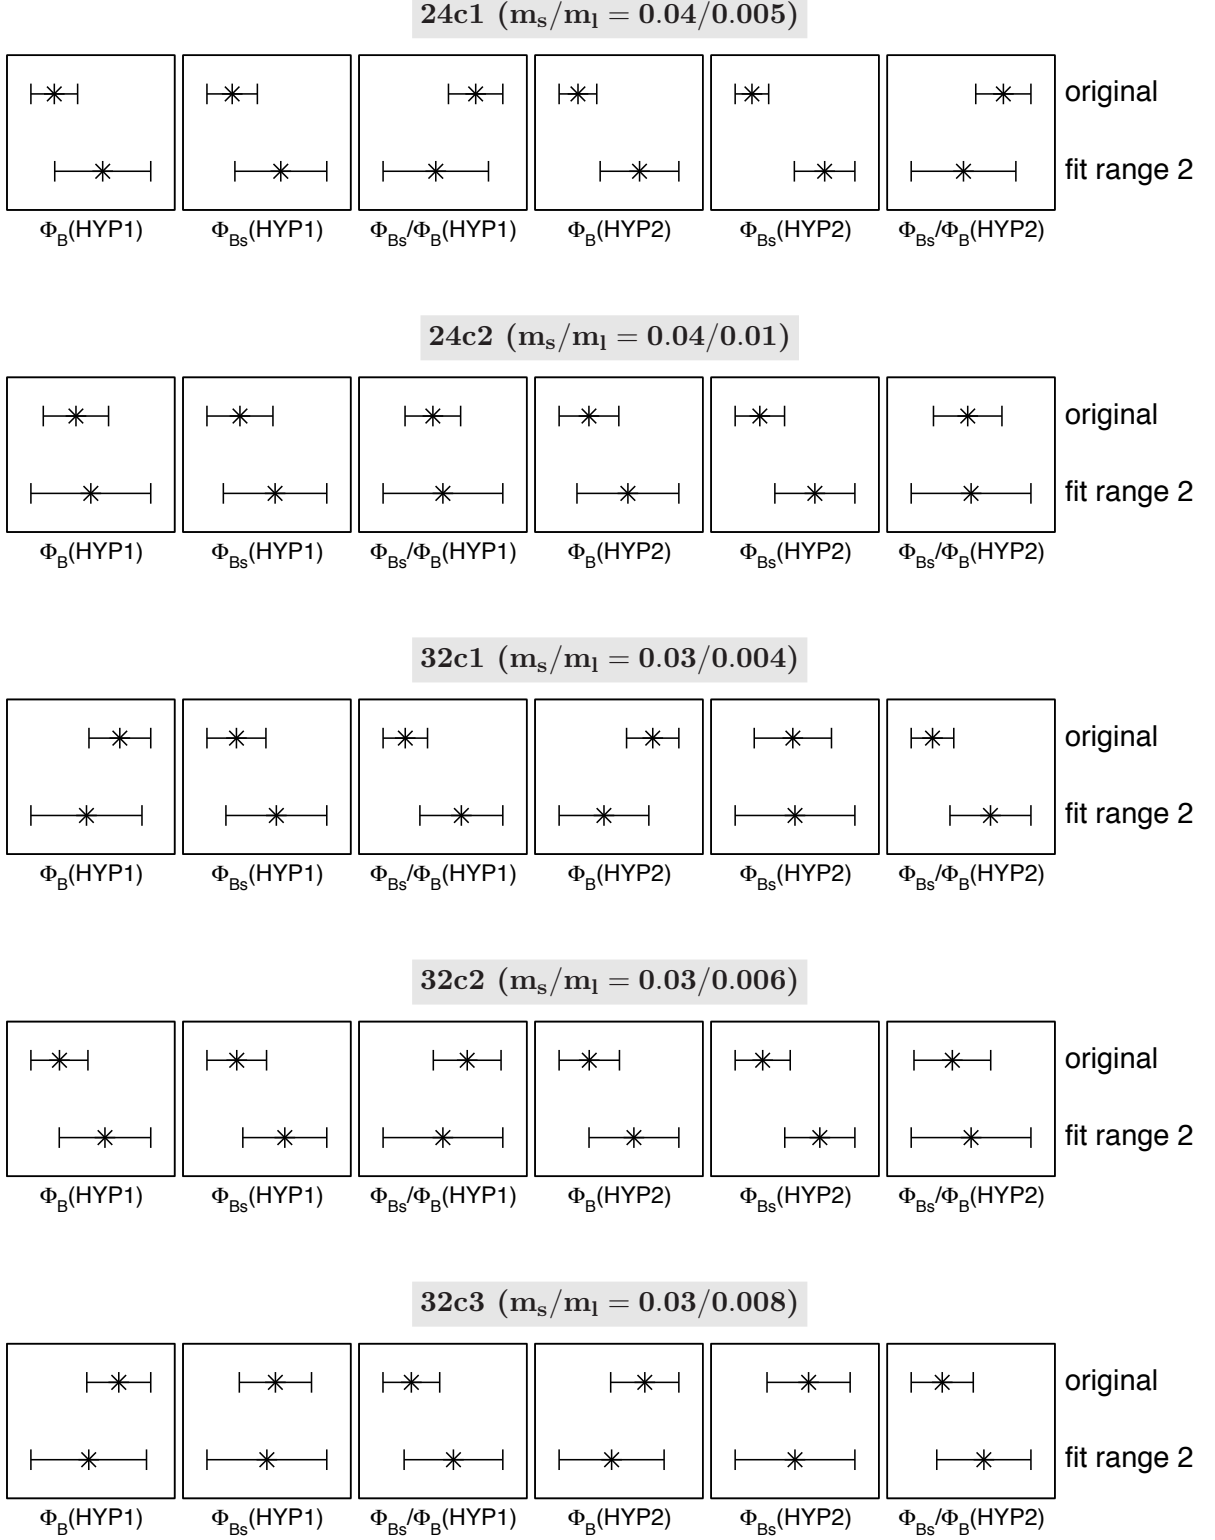 24c1 (m_s/m_l = 0.04/0.005)
original
fit range 2
Φ_B(HYP1) Φ_Bs(HYP1) Φ_Bs/Φ_B(HYP1) Φ_B(HYP2) Φ_Bs(HYP2) Φ_Bs/Φ_B(HYP2)
24c2 (m_s/m_l = 0.04/0.01)
original
fit range 2
Φ_B(HYP1) Φ_Bs(HYP1) Φ_Bs/Φ_B(HYP1) Φ_B(HYP2) Φ_Bs(HYP2) Φ_Bs/Φ_B(HYP2)
32c1 (m_s/m_l = 0.03/0.004)
original
fit range 2
Φ_B(HYP1) Φ_Bs(HYP1) Φ_Bs/Φ_B(HYP1) Φ_B(HYP2) Φ_Bs(HYP2) Φ_Bs/Φ_B(HYP2)
32c2 (m_s/m_l = 0.03/0.006)
original
fit range 2
Φ_B(HYP1) Φ_Bs(HYP1) Φ_Bs/Φ_B(HYP1) Φ_B(HYP2) Φ_Bs(HYP2) Φ_Bs/Φ_B(HYP2)
32c3 (m_s/m_l = 0.03/0.008)
original
fit range 2
Φ_B(HYP1) Φ_Bs(HYP1) Φ_Bs/Φ_B(HYP1) Φ_B(HYP2) Φ_Bs(HYP2) Φ_Bs/Φ_B(HYP2)